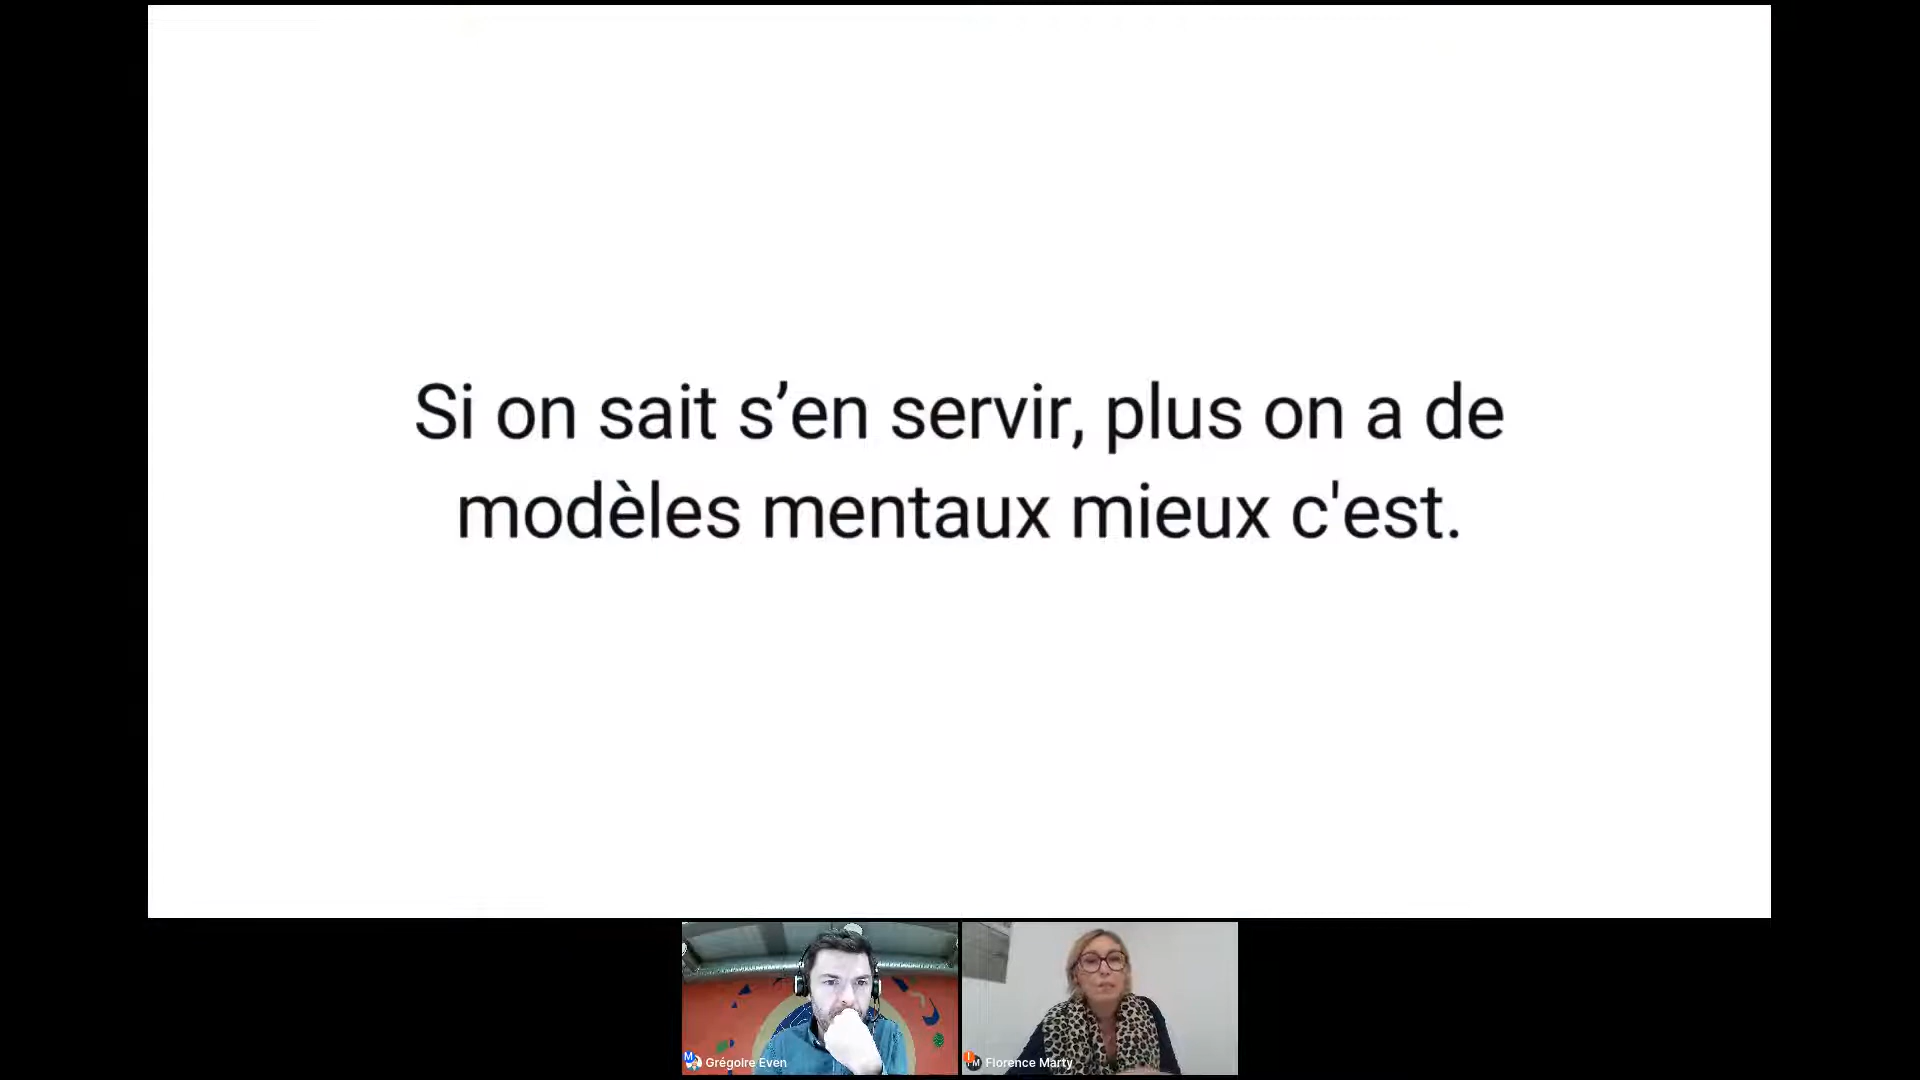 Si on sait s’en servir, plus on a de
modèles mentaux mieux c'est.
Grégoire Even
Florence Marty